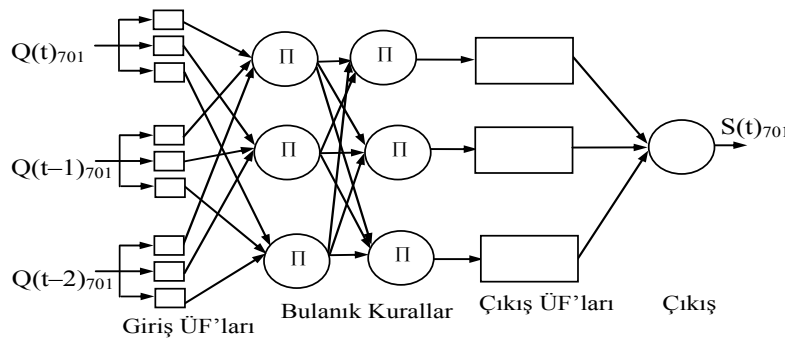 Q(t)701
Π
Π
S(t)701
Q(t–1)701
Π
Π
Q(t–2)701
Π
Π
Giriş ÜF’ları
Bulanık Kurallar
Çıkış ÜF’ları
Çıkış